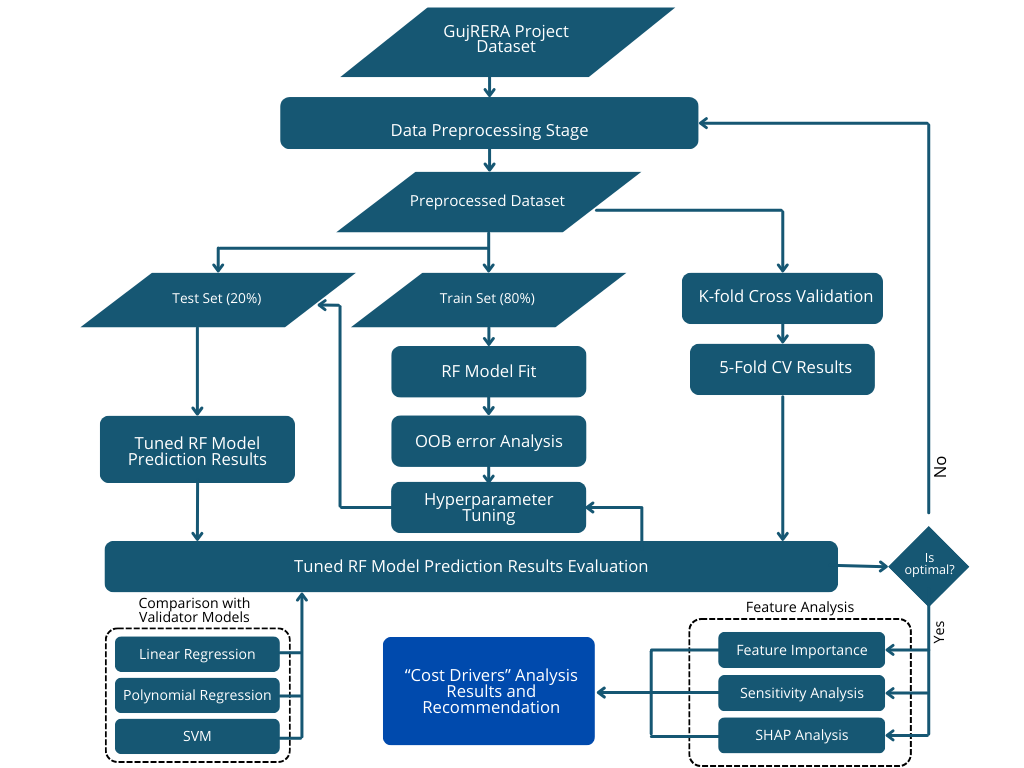 GujRERA Project
Dataset
Data Preprocessing Stage
Preprocessed Dataset
Test Set (20%)
Train Set (80%)
K-fold Cross Validation
RF Model Fit
5-Fold CV Results
Tuned RF Model
Prediction Results
OOB error Analysis
No
Hyperparameter
Tuning
Tuned RF Model Prediction Results Evaluation
Is
optimal?
Comparison with
Validator Models
Feature Analysis
Yes
Linear Regression
Polynomial Regression
SVM
“Cost Drivers” Analysis
Results and
Recommendation
Feature Importance
Sensitivity Analysis
SHAP Analysis